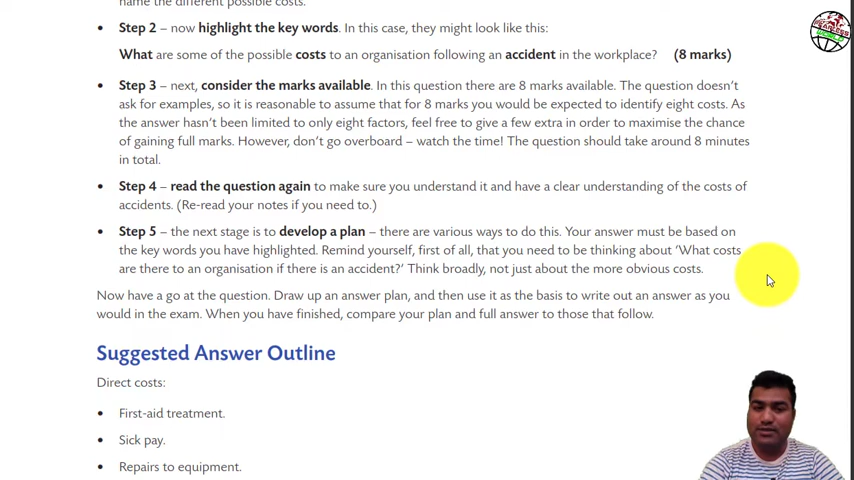 name the different possible costs.
• Step 2 – now highlight the key words. In this case, they might look like this:
What are some of the possible costs to an organisation following an accident in the workplace? (8 marks)
• Step 3 – next, consider the marks available. In this question there are 8 marks available. The question doesn't
ask for examples, so it is reasonable to assume that for 8 marks you would be expected to identify eight costs. As
the answer hasn't been limited to only eight factors, feel free to give a few extra in order to maximise the chance
of gaining full marks. However, don't go overboard – watch the time! The question should take around 8 minutes
in total.
• Step 4 – read the question again to make sure you understand it and have a clear understanding of the costs of
accidents. (Re-read your notes if you need to.)
• Step 5 – the next stage is to develop a plan – there are various ways to do this. Your answer must be based on
the key words you have highlighted. Remind yourself, first of all, that you need to be thinking about 'What costs
are there to an organisation if there is an accident?' Think broadly, not just about the more obvious costs.
Now have a go at the question. Draw up an answer plan, and then use it as the basis to write out an answer as you
would in the exam. When you have finished, compare your plan and full answer to those that follow.
Suggested Answer Outline
Direct costs:
• First-aid treatment.
• Sick pay.
• Repairs to equipment.
WORLD